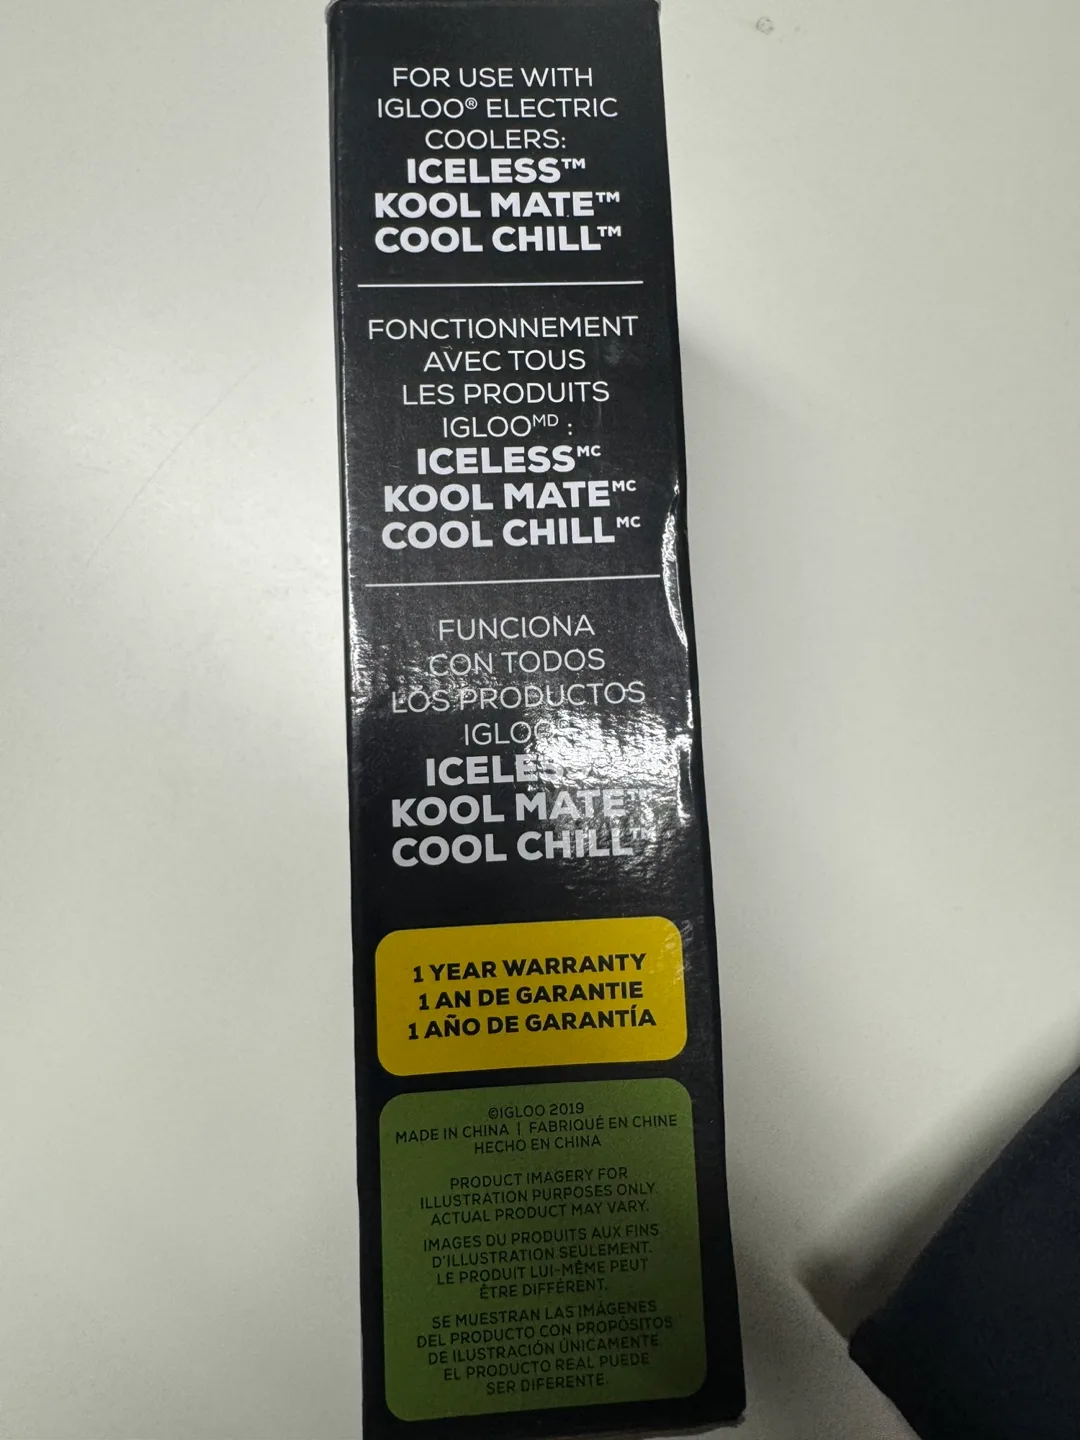 FOR USE WITH
IGLOO® ELECTRIC
COOLERS:
ICELESS™
KOOL MATE™
COOL CHILL™
FONCTIONNEMENT
AVEC TOUS
LES PRODUITS
IGLOOMD :
ICELESSMC
KOOL MATEMC
COOL CHILLMC
FUNCIONA
CON TODOS
LOS PRODUCTOS
KOOL MATE™
COOL CHILL™
1 YEAR WARRANTY
1 AN DE GARANTIE
1 AÑO DE GARANTÍA
©IGLOO 2019
MADE IN CHINA | FABRIQUÉ EN CHINE
HECHO EN CHINA
PRODUCT IMAGERY FOR
ILLUSTRATION PURPOSES ONLY.
ACTUAL PRODUCT MAY VARY.
IMAGES DU PRODUITS AUX FINS
D'ILLUSTRATION SEULEMENT.
LE PRODUIT LUI-MÊME PEUT
ÊTRE DIFFÉRENT.
SE MUESTRAN LAS IMÁGENES
DEL PRODUCTO CON PROPÓSITOS
DE ILUSTRACIÓN ÚNICAMENTE.
EL PRODUCTO REAL PUEDE
SER DIFERENTE.